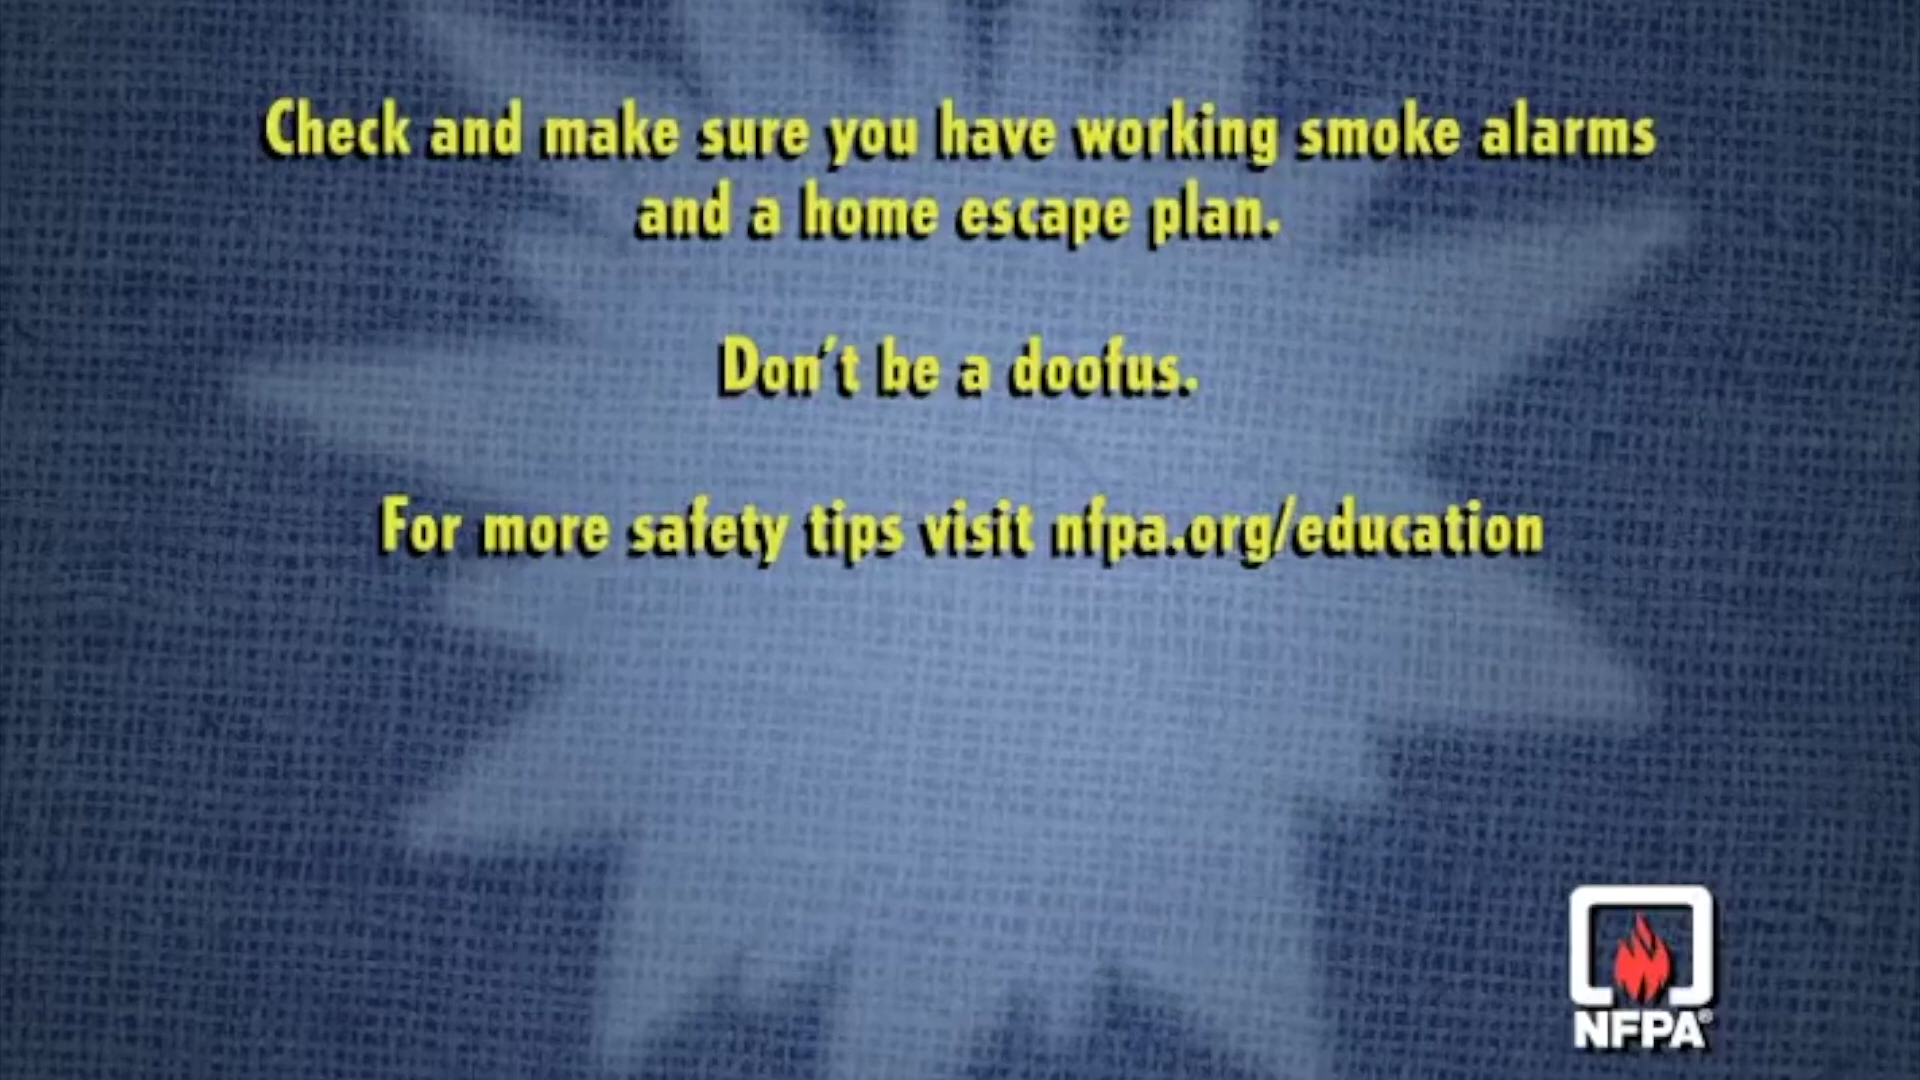 Check and make sure you have working smoke alarms
and a home escape plan.
Don't be a doofus.
For more safety tips visit nfpa.org/education
NFPA®